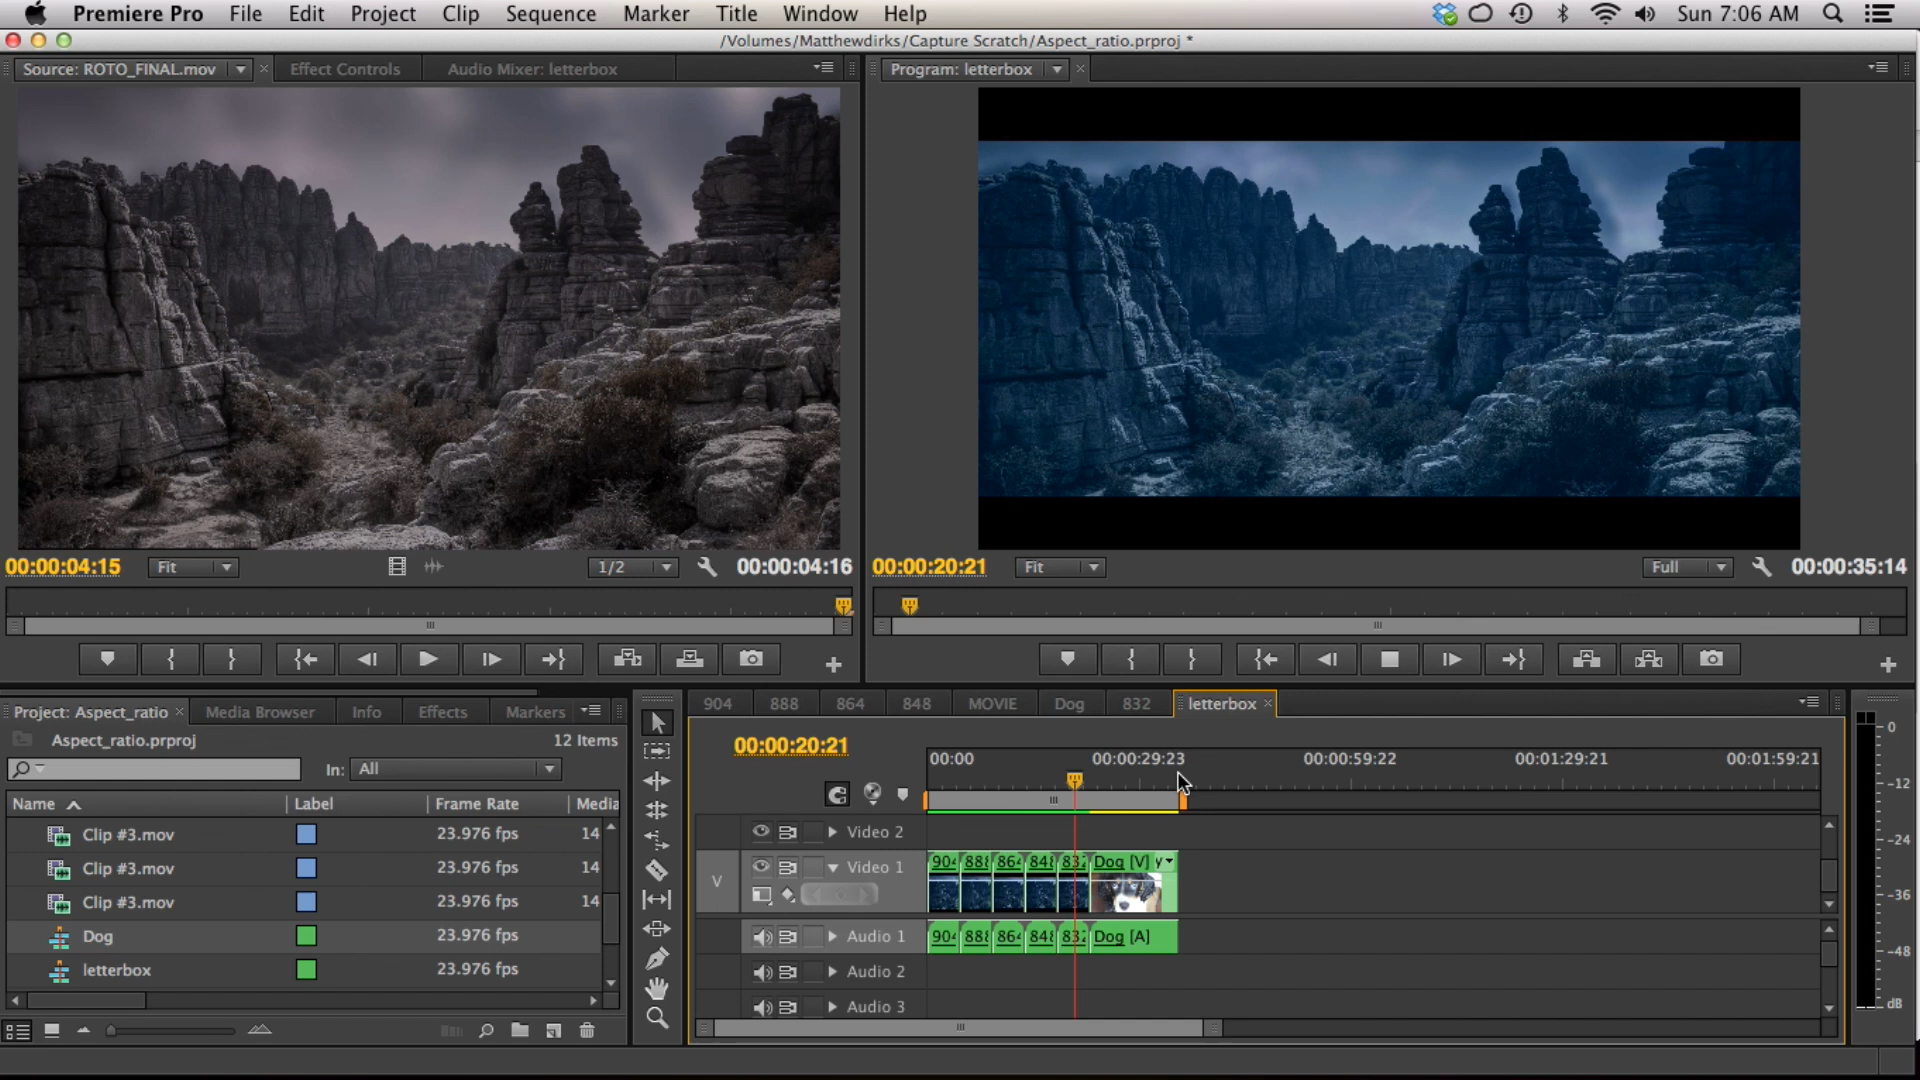 Premiere Pro File Edit Project Clip Sequence Marker Title Window Help Sun 7:06 AM
/Volumes/Matthewdirks/Capture Scratch/Aspect_ratio.prproj *
Source: ROTO_FINAL.mov Effect Controls Audio Mixer: letterbox
Program: letterbox
00:00:04:15 Fit 1/2 00:00:04:16
00:00:20:21 Fit Full 00:00:35:14
Project: Aspect_ratio Media Browser Info Effects Markers
Aspect_ratio.prproj 12 Items
In: All
Name Label Frame Rate Media
Clip #3.mov 23.976 fps 14
Clip #3.mov 23.976 fps 14
Clip #3.mov 23.976 fps 14
Dog 23.976 fps
letterbox 23.976 fps
904 888 864 848 MOVIE Dog 832 letterbox
00:00:20:21
00:00 00:00:29:23 00:00:59:22 00:01:29:21 00:01:59:21
Video 2
V Video 1
904 888 864 848 832 Dog [V]
Audio 1
904 888 864 848 832 Dog [A]
Audio 2
Audio 3
0
-12
-24
-36
-48
dB